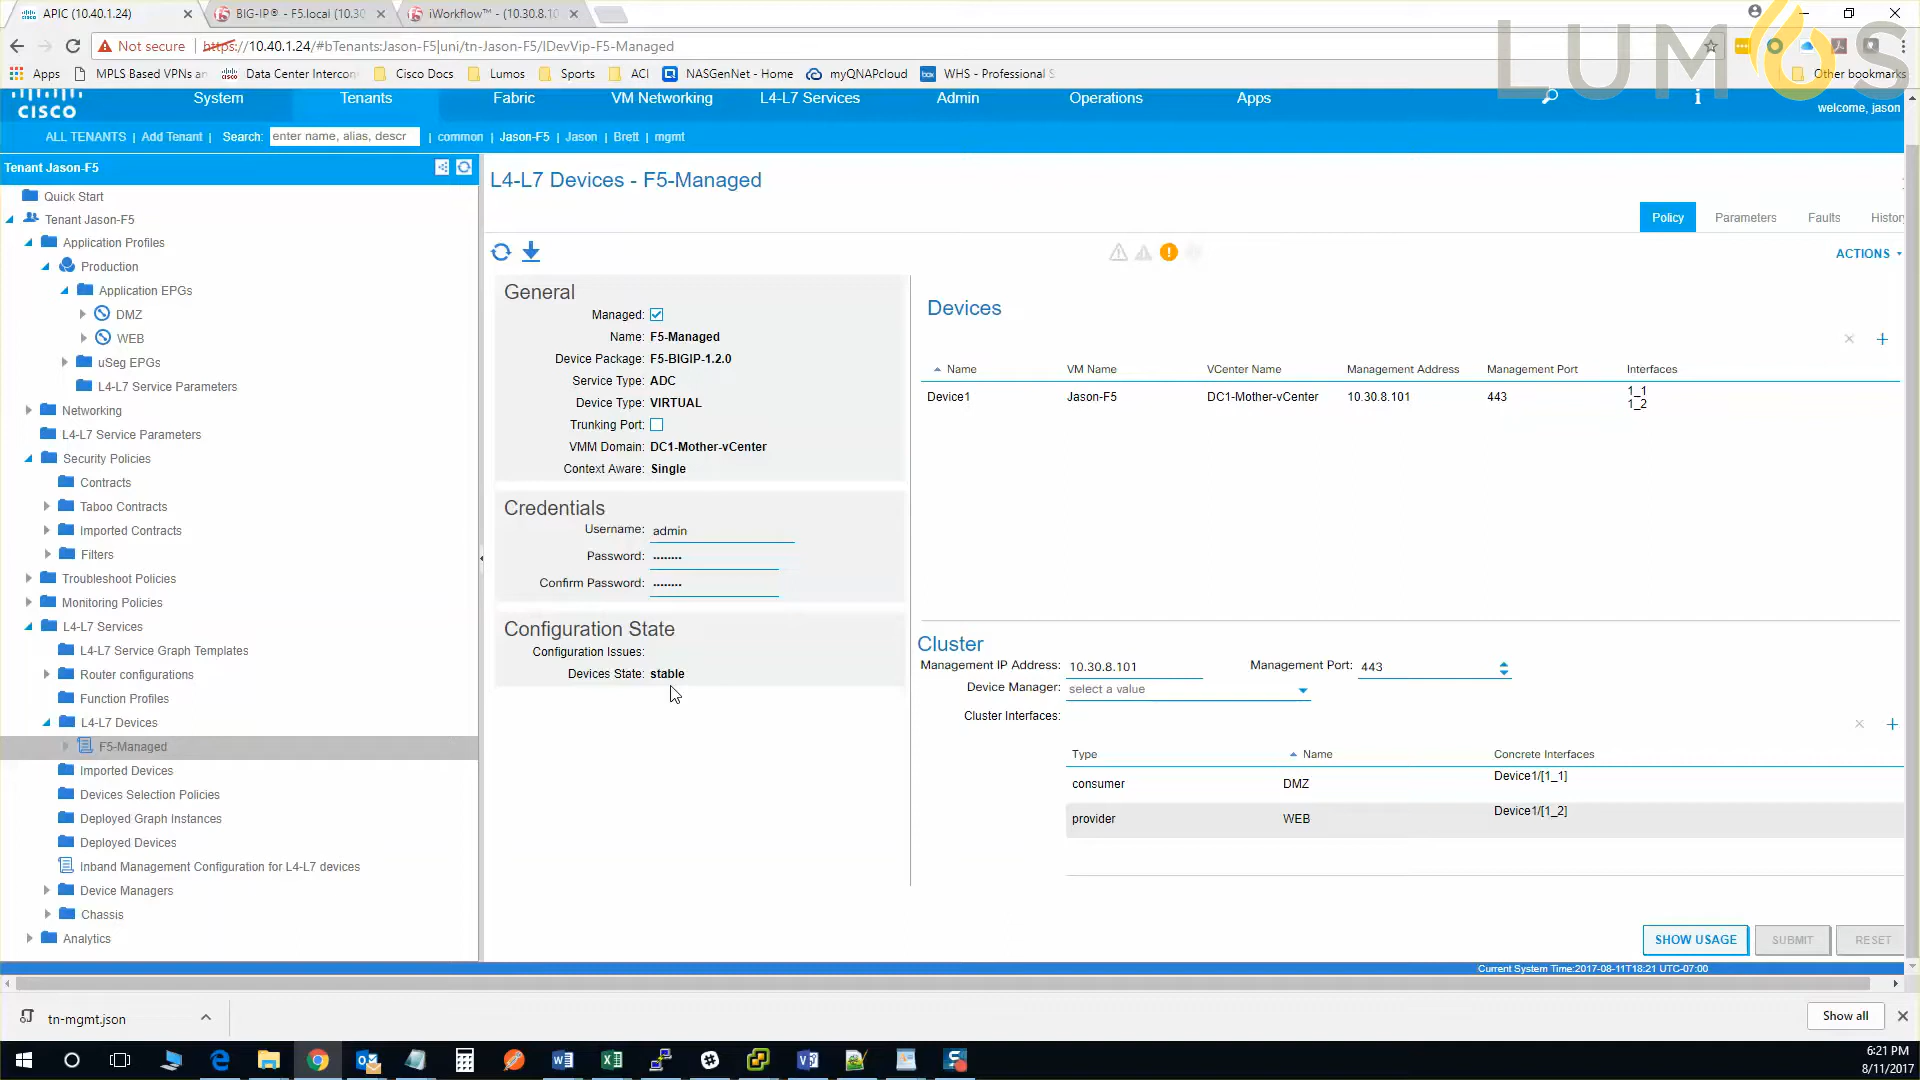 APIC (10.40.1.24)
BIG-IP® - F5.local (10.30
iWorkflow™ - (10.30.8.10
Not secure
https://10.40.1.24/#bTenants:Jason-F5|uni/tn-Jason-F5/lDevVip-F5-Managed
LUMOS
Apps
MPLS Based VPNs an
Data Center Intercon
Cisco Docs
Lumos
Sports
ACI
NASGenNet - Home
myQNAPcloud
WHS - Professional S
Other bookmarks
CISCO
System
Tenants
Fabric
VM Networking
L4-L7 Services
Admin
Operations
Apps
i
welcome, jason
ALL TENANTS | Add Tenant | Search: enter name, alias, descr | common | Jason-F5 | Jason | Brett | mgmt
Tenant Jason-F5
Quick Start
Tenant Jason-F5
Application Profiles
Production
Application EPGs
DMZ
WEB
uSeg EPGs
L4-L7 Service Parameters
Networking
L4-L7 Service Parameters
Security Policies
Contracts
Taboo Contracts
Imported Contracts
Filters
Troubleshoot Policies
Monitoring Policies
L4-L7 Services
L4-L7 Service Graph Templates
Router configurations
Function Profiles
L4-L7 Devices
F5-Managed
Imported Devices
Devices Selection Policies
Deployed Graph Instances
Deployed Devices
Inband Management Configuration for L4-L7 devices
Device Managers
Chassis
Analytics
L4-L7 Devices - F5-Managed
Policy
Parameters
Faults
History
ACTIONS
General
Managed:
Name: F5-Managed
Device Package: F5-BIGIP-1.2.0
Service Type: ADC
Device Type: VIRTUAL
Trunking Port:
VMM Domain: DC1-Mother-vCenter
Context Aware: Single
Credentials
Username: admin
Password: ········
Confirm Password: ········
Configuration State
Configuration Issues:
Devices State: stable
Devices
Name
VM Name
VCenter Name
Management Address
Management Port
Interfaces
Device1
Jason-F5
DC1-Mother-vCenter
10.30.8.101
443
1_1
1_2
Cluster
Management IP Address: 10.30.8.101
Management Port: 443
Device Manager: select a value
Cluster Interfaces:
Type
Name
Concrete Interfaces
consumer
DMZ
Device1/[1_1]
provider
WEB
Device1/[1_2]
SHOW USAGE
SUBMIT
RESET
Current System Time:2017-08-11T18:21 UTC-07:00
tn-mgmt.json
Show all
6:21 PM
8/11/2017